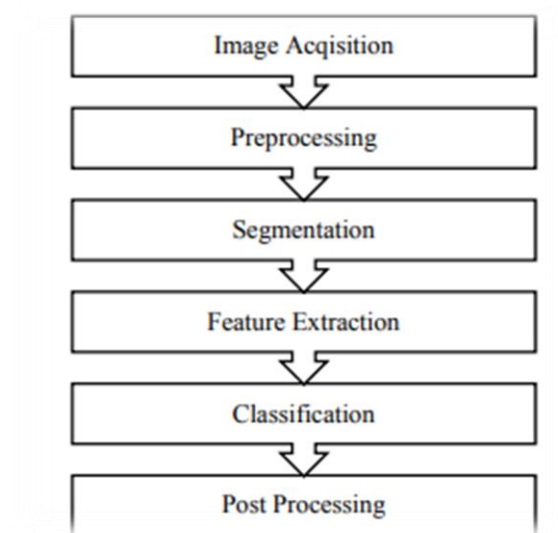 Image Acqisition
Preprocessing
Segmentation
Feature Extraction
Classification
Post Processing